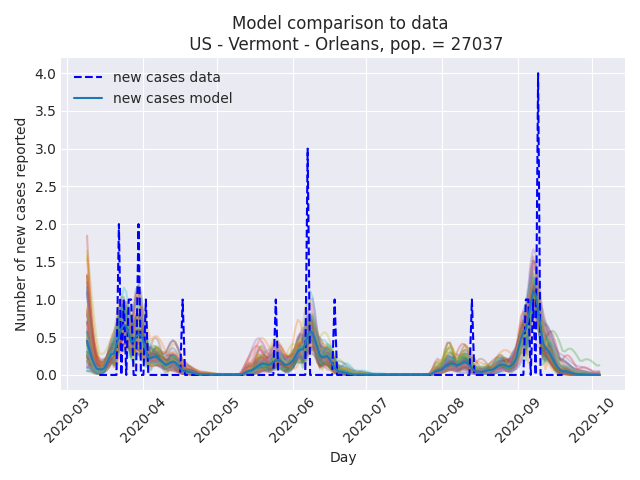 Model comparison to data
US - Vermont - Orleans, pop. = 27037
new cases data
new cases model
Number of new cases reported
4.0
3.5
3.0
2.5
2.0
1.5
1.0
0.5
0.0
2020-03
2020-04
2020-05
2020-06
2020-07
2020-08
2020-09
2020-10
Day